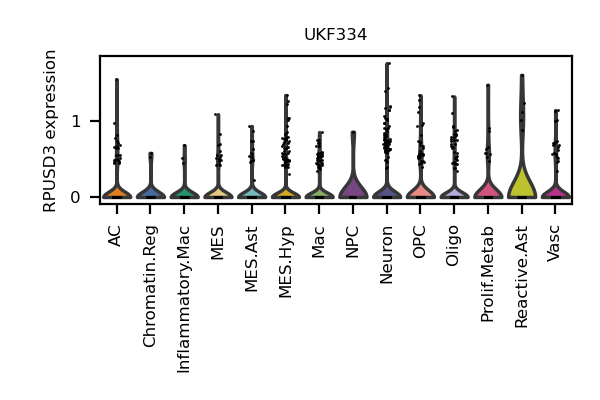 UKF334
RPUSD3 expression
1
0
AC
Chromatin.Reg
Inflammatory.Mac
MES
MES.Ast
MES.Hyp
Mac
NPC
Neuron
OPC
Oligo
Prolif.Metab
Reactive.Ast
Vasc